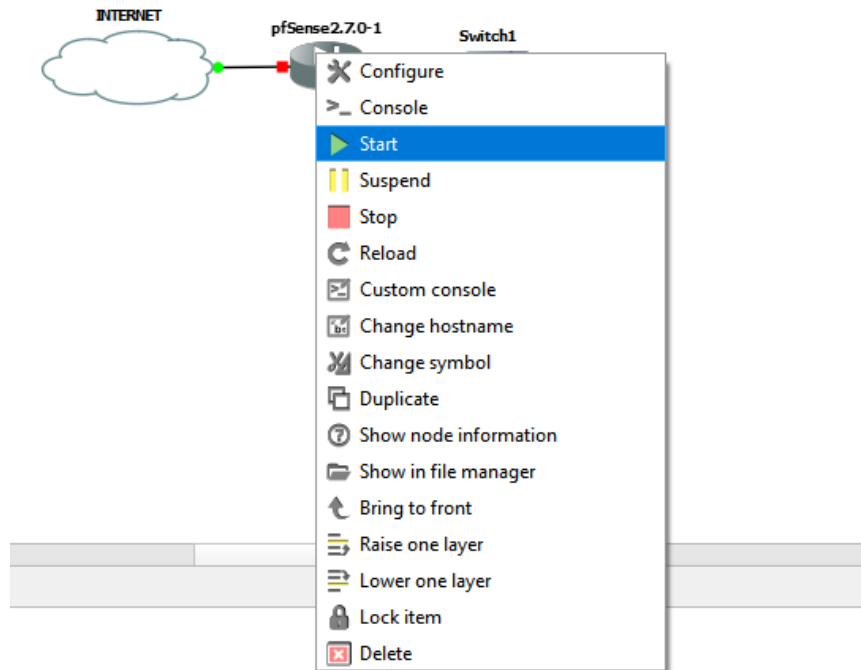 INTERNET
pfSense2.7.0-1
Switch1
Configure
Console
Start
Suspend
Stop
Reload
Custom console
Change hostname
Change symbol
Duplicate
Show node information
Show in file manager
Bring to front
Raise one layer
Lower one layer
Lock item
Delete